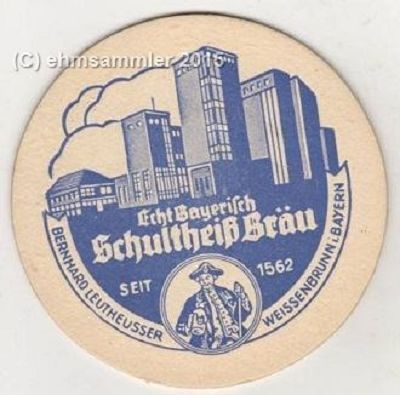 (C) ehmsammler 2015
Echt Bayerisch
Schultheiß Bräu
SEIT 1562
BERNHARD LEUTHEUSSER WEISSENBRUNN i. BAYERN